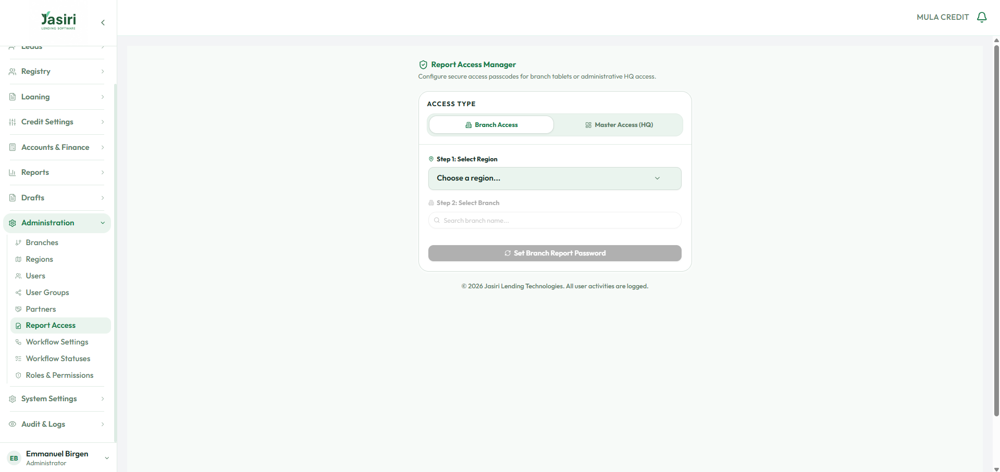 Jasiri
LENDING SOFTWARE
MULA CREDIT
Leads
Registry
Loaning
Credit Settings
Accounts & Finance
Reports
Drafts
Administration
Branches
Regions
Users
User Groups
Partners
Report Access
Workflow Settings
Workflow Statuses
Roles & Permissions
System Settings
Audit & Logs
EB
Emmanuel Birgen
Administrator
Report Access Manager
Configure secure access passcodes for branch tablets or administrative HQ access.
ACCESS TYPE
Branch Access
Master Access (HQ)
Step 1: Select Region
Choose a region...
Step 2: Select Branch
Search branch name...
Set Branch Report Password
© 2026 Jasiri Lending Technologies. All user activities are logged.